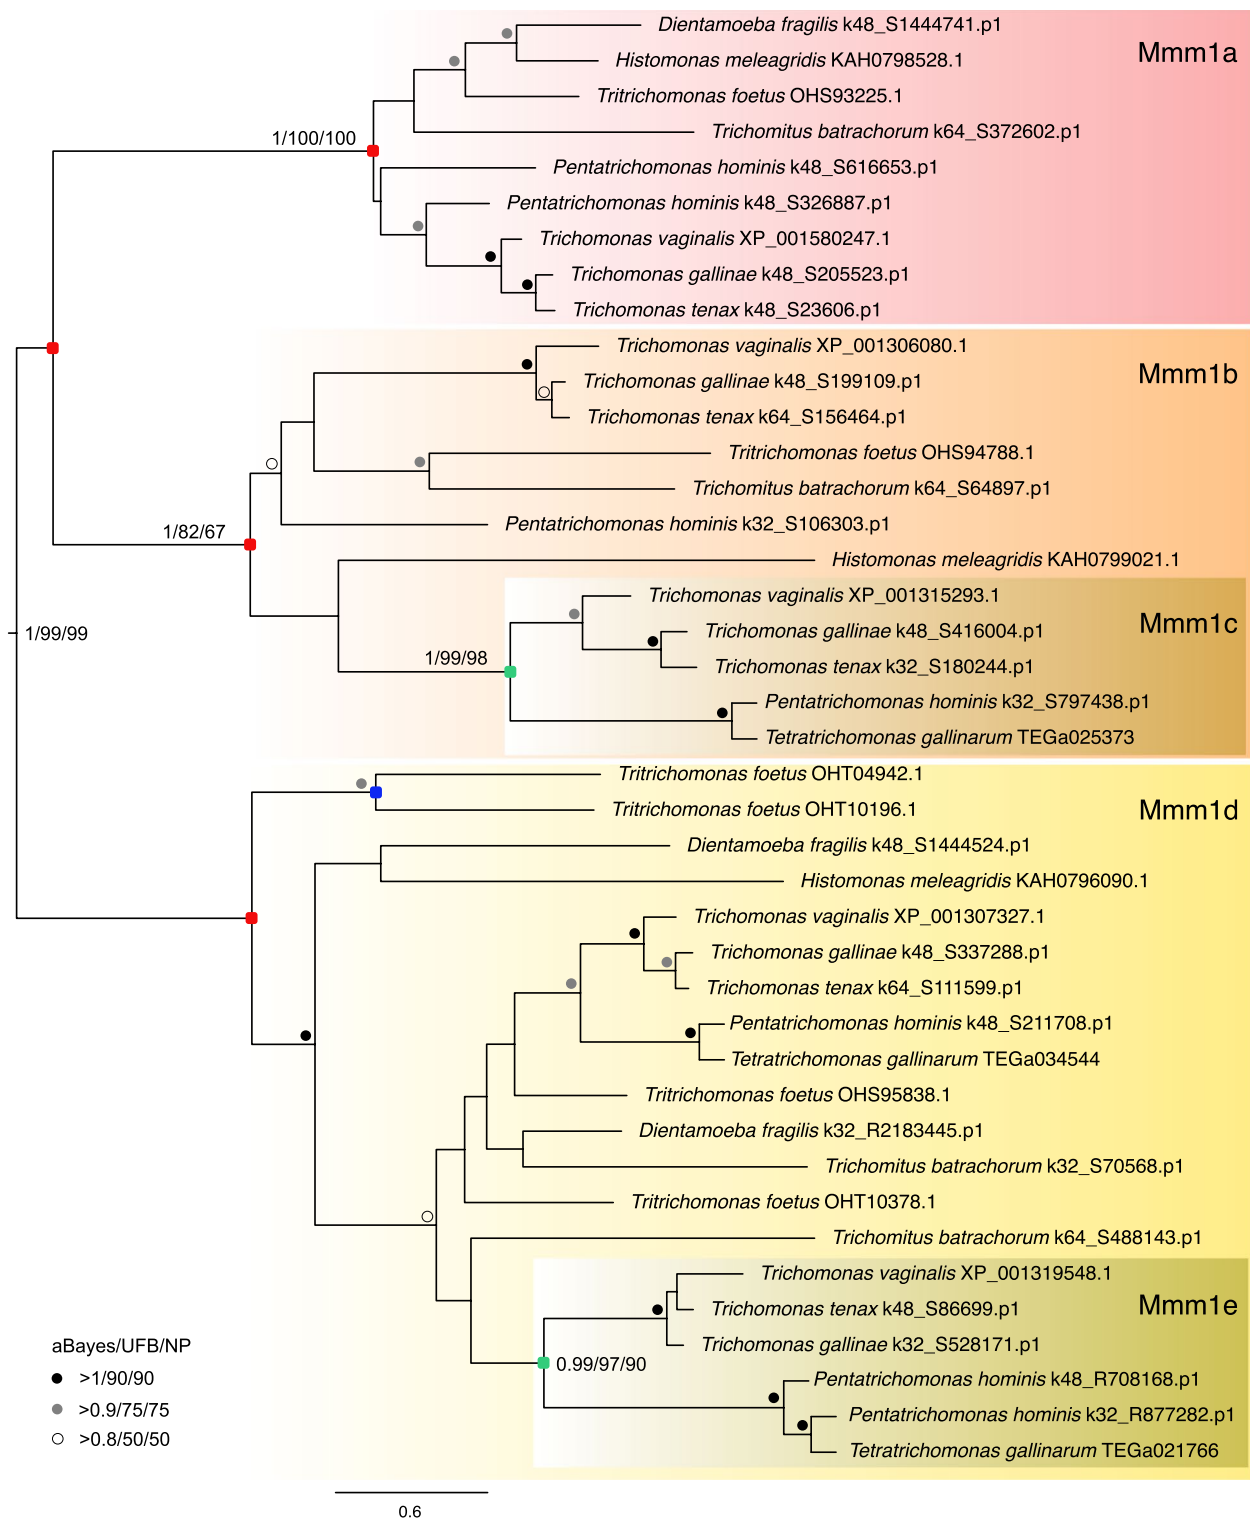 Dientamoeba fragilis k48_S1444741.p1
Mmm1a
Histomonas meleagridis KAH0798528.1
Tritrichomonas foetus OHS93225.1
Trichomitus batrachorum k64_S372602.p1
1/100/100
Pentatrichomonas hominis k48_S616653.p1
Pentatrichomonas hominis k48_S326887.p1
Trichomonas vaginalis XP_001580247.1
Trichomonas gallinae k48_S205523.p1
Trichomonas tenax k48_S23606.p1
Trichomonas vaginalis XP_001306080.1
Mmm1b
Trichomonas gallinae k48_S199109.p1
Trichomonas tenax k64_S156464.p1
Tritrichomonas foetus OHS94788.1
Trichomitus batrachorum k64_S64897.p1
Pentatrichomonas hominis k32_S106303.p1
1/82/67
Histomonas meleagridis KAH0799021.1
Trichomonas vaginalis XP_001315293.1
Mmm1c
Trichomonas gallinae k48_S416004.p1
1/99/99
1/99/98
Trichomonas tenax k32_S180244.p1
Pentatrichomonas hominis k32_S797438.p1
Tetratrichomonas gallinarum TEGa025373
Tritrichomonas foetus OHT04942.1
Mmm1d
Tritrichomonas foetus OHT10196.1
Dientamoeba fragilis k48_S1444524.p1
Histomonas meleagridis KAH0796090.1
Trichomonas vaginalis XP_001307327.1
Trichomonas gallinae k48_S337288.p1
Trichomonas tenax k64_S111599.p1
Pentatrichomonas hominis k48_S211708.p1
Tetratrichomonas gallinarum TEGa034544
Tritrichomonas foetus OHS95838.1
Dientamoeba fragilis k32_R2183445.p1
Trichomitus batrachorum k32_S70568.p1
Tritrichomonas foetus OHT10378.1
Trichomitus batrachorum k64_S488143.p1
Trichomonas vaginalis XP_001319548.1
Mmm1e
Trichomonas tenax k48_S86699.p1
Trichomonas gallinae k32_S528171.p1
0.99/97/90
Pentatrichomonas hominis k48_R708168.p1
Pentatrichomonas hominis k32_R877282.p1
Tetratrichomonas gallinarum TEGa021766
aBayes/UFB/NP
>1/90/90
>0.9/75/75
>0.8/50/50
0.6